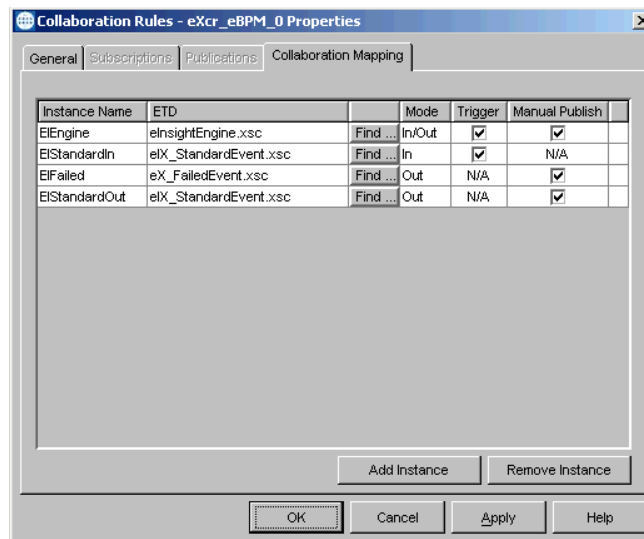 Collaboration Rules - eXcr_eBPM_0 Properties
General Subscriptions Publications Collaboration Mapping
Instance Name ETD Mode Trigger Manual Publish
EIEngine eInsightEngine.xsc Find ... In/Out
EIStandardIn eIX_StandardEvent.xsc Find ... In N/A
EIFailed eX_FailedEvent.xsc Find ... Out N/A
EIStandardOut eIX_StandardEvent.xsc Find ... Out N/A
Add Instance Remove Instance
OK Cancel Apply Help